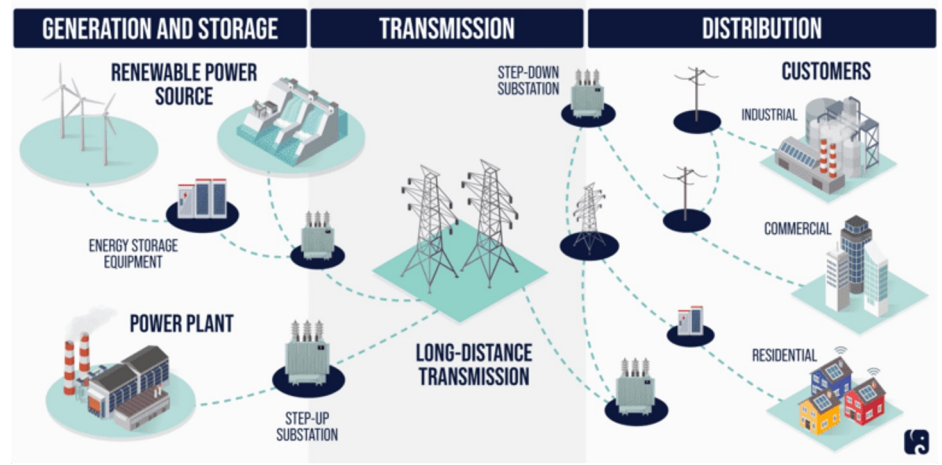 GENERATION AND STORAGE
TRANSMISSION
DISTRIBUTION
RENEWABLE POWER
SOURCE
STEP-DOWN
SUBSTATION
CUSTOMERS
INDUSTRIAL
ENERGY STORAGE
EQUIPMENT
COMMERCIAL
POWER PLANT
LONG-DISTANCE
TRANSMISSION
RESIDENTIAL
STEP-UP
SUBSTATION